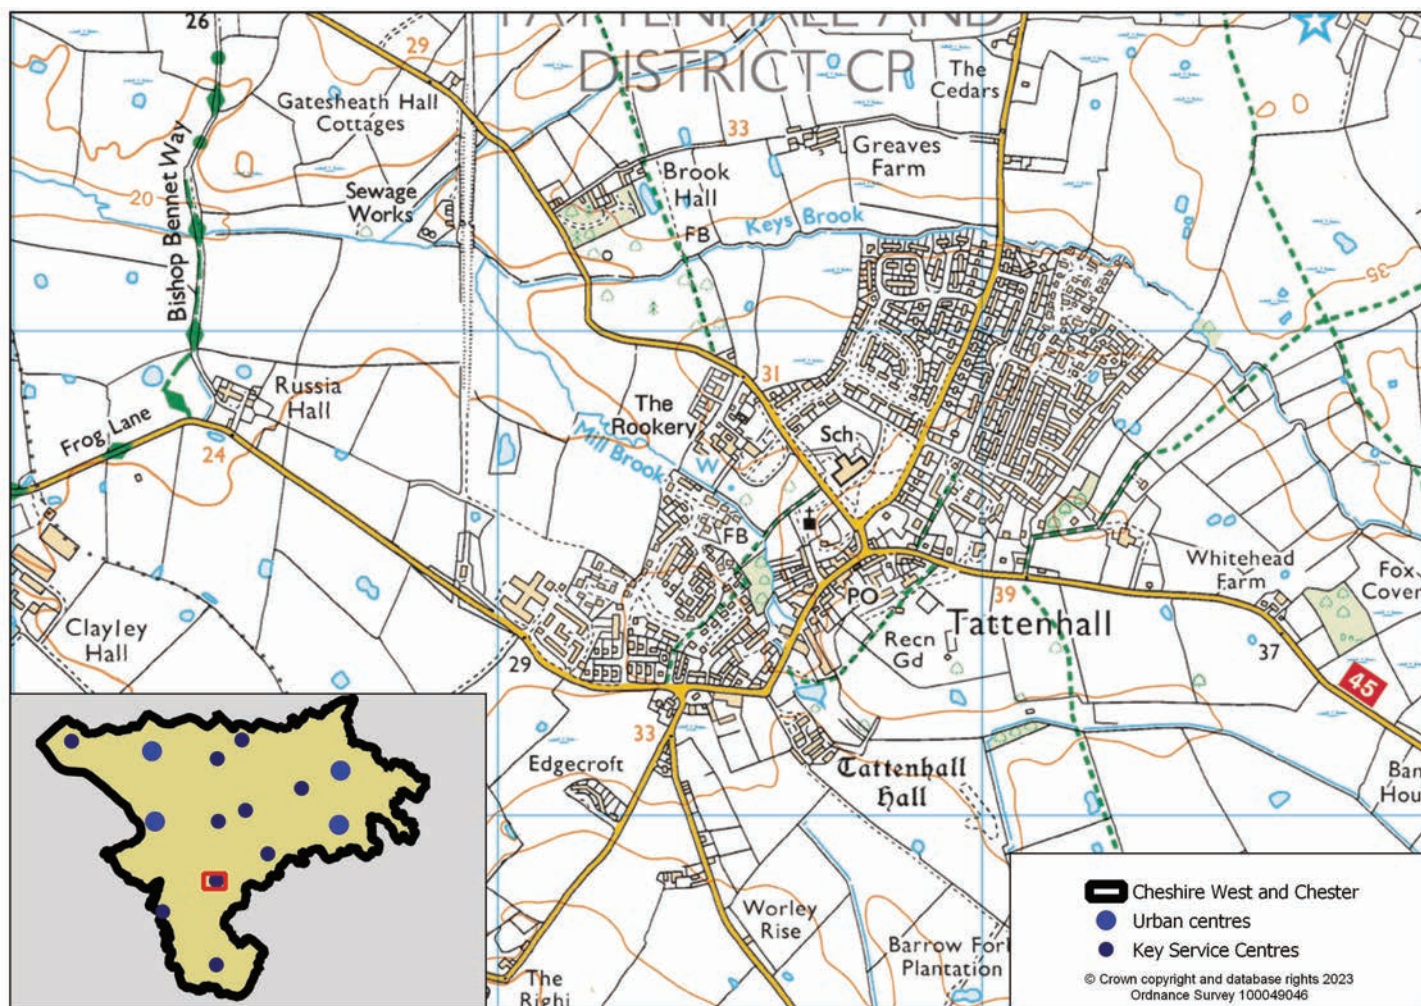 TATTENHALL AND
DISTRICT CP
26
29
Gatesheath Hall
Cottages
33
The
Cedars
Greaves
Farm
Brook
Hall
Sewage
Works
20
Bishop Bennet Way
Keys Brook
FB
35
Russia
Hall
31
The
Rookery
Sch
Frog Lane
24
Mill Brook
W
FB
Whitehead
Farm
Fox
Cover
PO
39
Tattenhall
Clayley
Hall
Recn
Gd
29
37
45
33
Edgecroft
Tattenhall
Hall
Ban
Hou
Worley
Rise
Barrow For
Plantation
The
Righi
Cheshire West and Chester
Urban centres
Key Service Centres
© Crown copyright and database rights 2023
Ordnance Survey 100049046